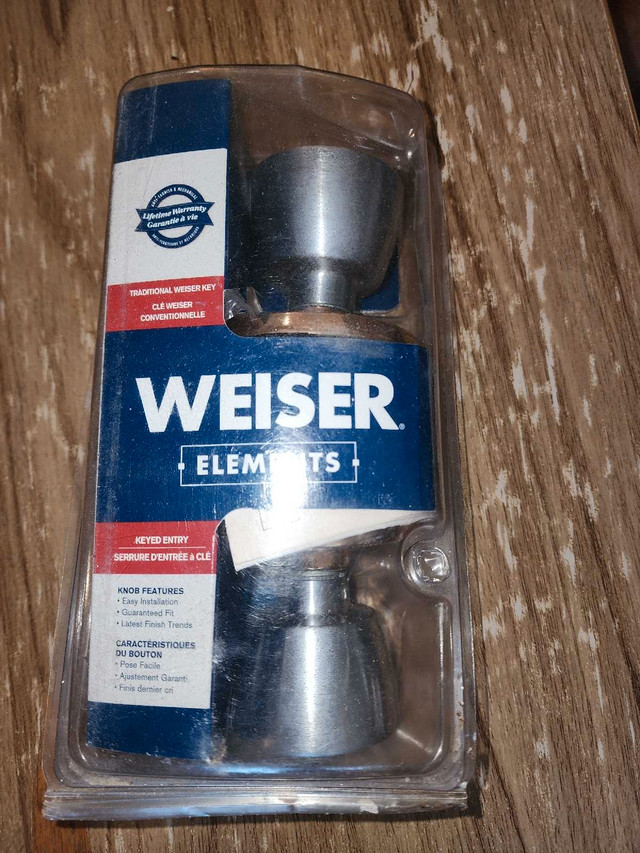 Lifetime Warranty
Garantie à vie
TRADITIONAL WEISER KEY
CLÉ WEISER
CONVENTIONNELLE
WEISER
ELEMENTS
KEYED ENTRY
SERRURE D'ENTRÉE à CLÉ
KNOB FEATURES
• Easy Installation
• Guaranteed Fit
• Latest Finish Trends
CARACTÉRISTIQUES
DU BOUTON
• Pose Facile
• Ajustement Garanti
• Finis dernier cri